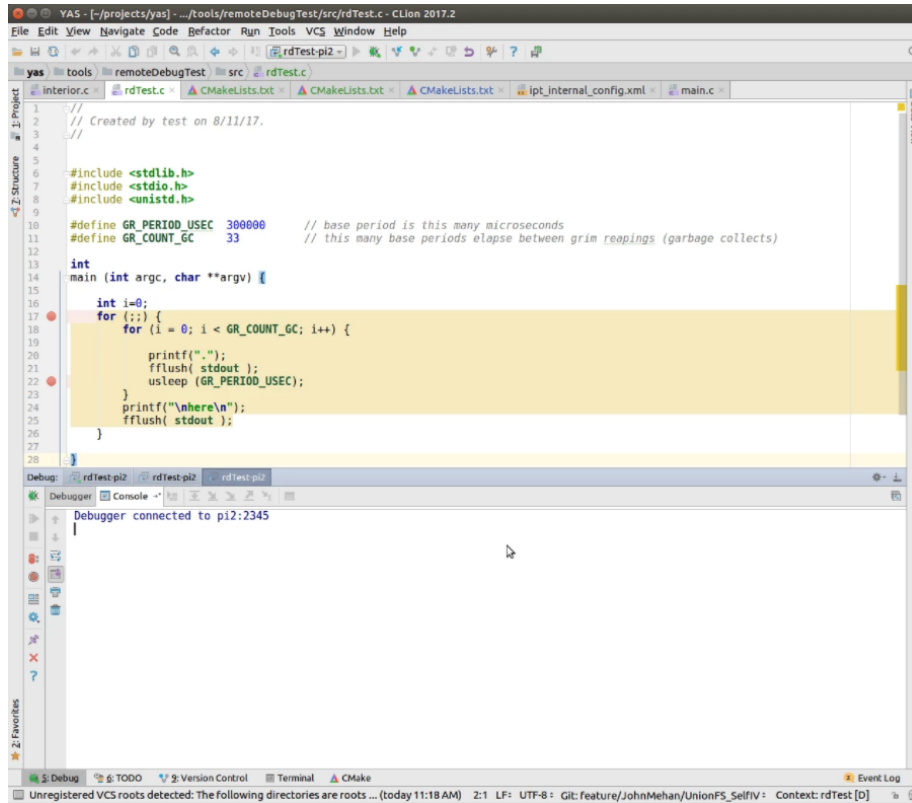 YAS - [~/projects/yas] - .../tools/remoteDebugTest/src/rdTest.c - CLion 2017.2
File Edit View Navigate Code Refactor Run Tools VCS Window Help
rdTest-pi2
yas tools remoteDebugTest src rdTest.c
interior.c rdTest.c CMakeLists.txt CMakeLists.txt CMakeLists.txt ipt_internal_config.xml main.c
1: Project
Z: Structure
2: Favorites
1 //
2 // Created by test on 8/11/17.
3 //
4
5
6 #include <stdlib.h>
7 #include <stdio.h>
8 #include <unistd.h>
9
10 #define GR_PERIOD_USEC 300000 // base period is this many microseconds
11 #define GR_COUNT_GC 33 // this many base periods elapse between grim reapings (garbage collects)
12
13 int
14 main (int argc, char **argv) {
15
16 int i=0;
17 for (;;) {
18 for (i = 0; i < GR_COUNT_GC; i++) {
19
20 printf(".");
21 fflush( stdout );
22 usleep (GR_PERIOD_USEC);
23 }
24 printf("\nhere\n");
25 fflush( stdout );
26 }
27
28 }
Debug: rdTest-pi2 rdTest-pi2 rdTest-pi2
Debugger Console
Debugger connected to pi2:2345
5: Debug 6: TODO 9: Version Control Terminal CMake Event Log
Unregistered VCS roots detected: The following directories are roots ... (today 11:18 AM) 2:1 LF: UTF-8: Git: feature/JohnMehan/UnionFS_SelfIV: Context: rdTest [D]